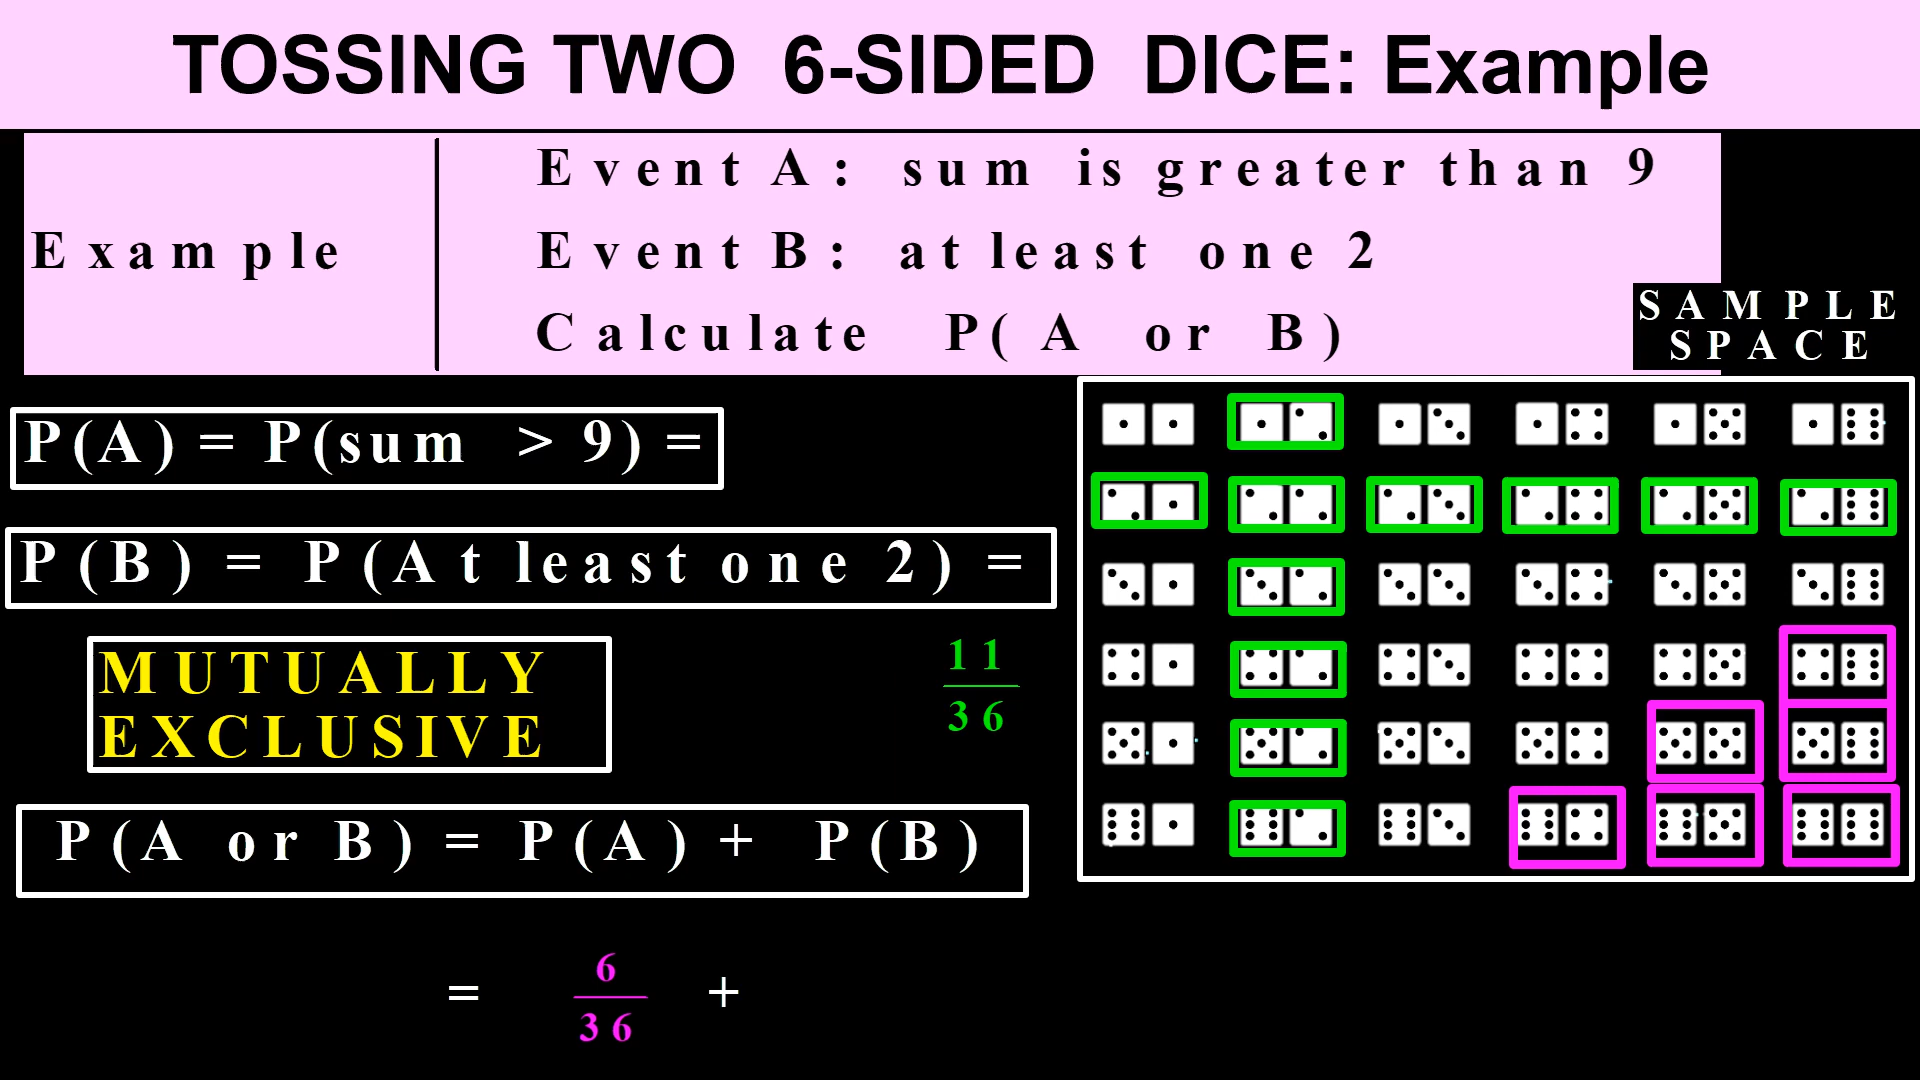 TOSSING TWO 6-SIDED DICE: Example
Example
Event A: sum is greater than 9
Event B: at least one 2
Calculate P( A or B)
SAMPLE
SPACE
P(A) = P(sum > 9) =
P(B) = P(At least one 2) =
MUTUALLY
EXCLUSIVE
11
36
P(A or B) = P(A) + P(B)
= 6 +
36